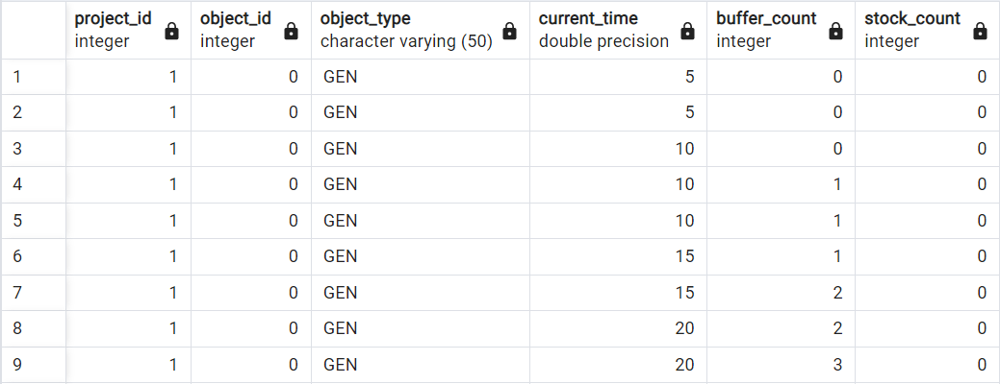 project_id object_id object_type current_time buffer_count stock_count
integer integer character varying (50) double precision integer integer
1 1 0 GEN 5 0 0
2 1 0 GEN 5 0 0
3 1 0 GEN 10 0 0
4 1 0 GEN 10 1 0
5 1 0 GEN 10 1 0
6 1 0 GEN 15 1 0
7 1 0 GEN 15 2 0
8 1 0 GEN 20 2 0
9 1 0 GEN 20 3 0